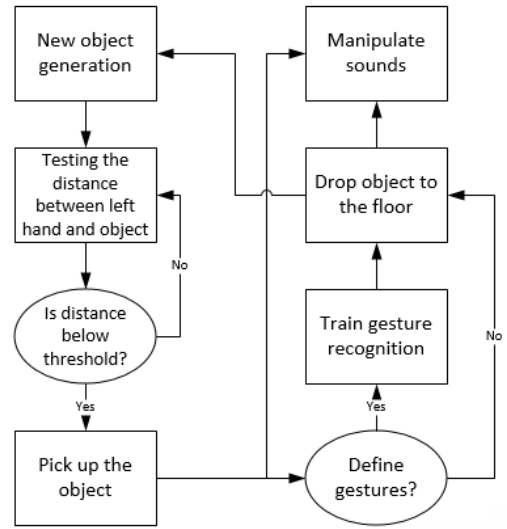 New object
generation
Testing the
distance
between left
hand and object
No
Is distance
below
threshold?
Yes
Pick up the
object
Manipulate
sounds
Drop object to
the floor
Train gesture
recognition
No
Yes
Define
gestures?